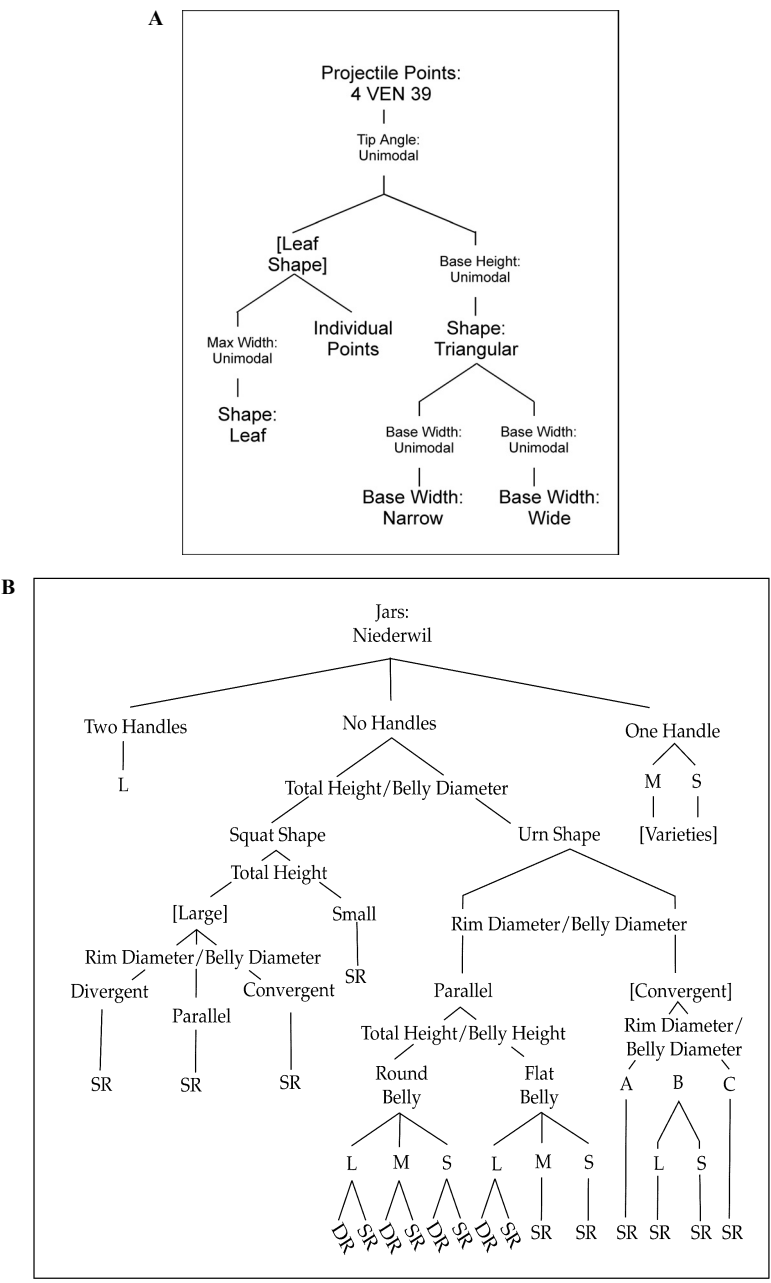 A
Projectile Points:
4 VEN 39
Tip Angle:
Unimodal
[Leaf
Shape]
Base Height:
Unimodal
Max Width:
Unimodal
Individual
Points
Shape:
Triangular
Shape:
Leaf
Base Width:
Unimodal
Base Width:
Unimodal
Base Width:
Narrow
Base Width:
Wide
B
Jars:
Niederwil
Two Handles
No Handles
One Handle
L
M S
[Varieties]
Total Height/Belly Diameter
Squat Shape
Urn Shape
Total Height
[Large]
Small
SR
Rim Diameter/Belly Diameter
Divergent
Parallel
Convergent
SR SR SR
Rim Diameter/Belly Diameter
Parallel
[Convergent]
Total Height/Belly Height
Rim Diameter/
Belly Diameter
Round
Belly
Flat
Belly
A B C
L M S L M S L S
DR SR DR SR DR SR DR SR SR SR SR SR SR SR